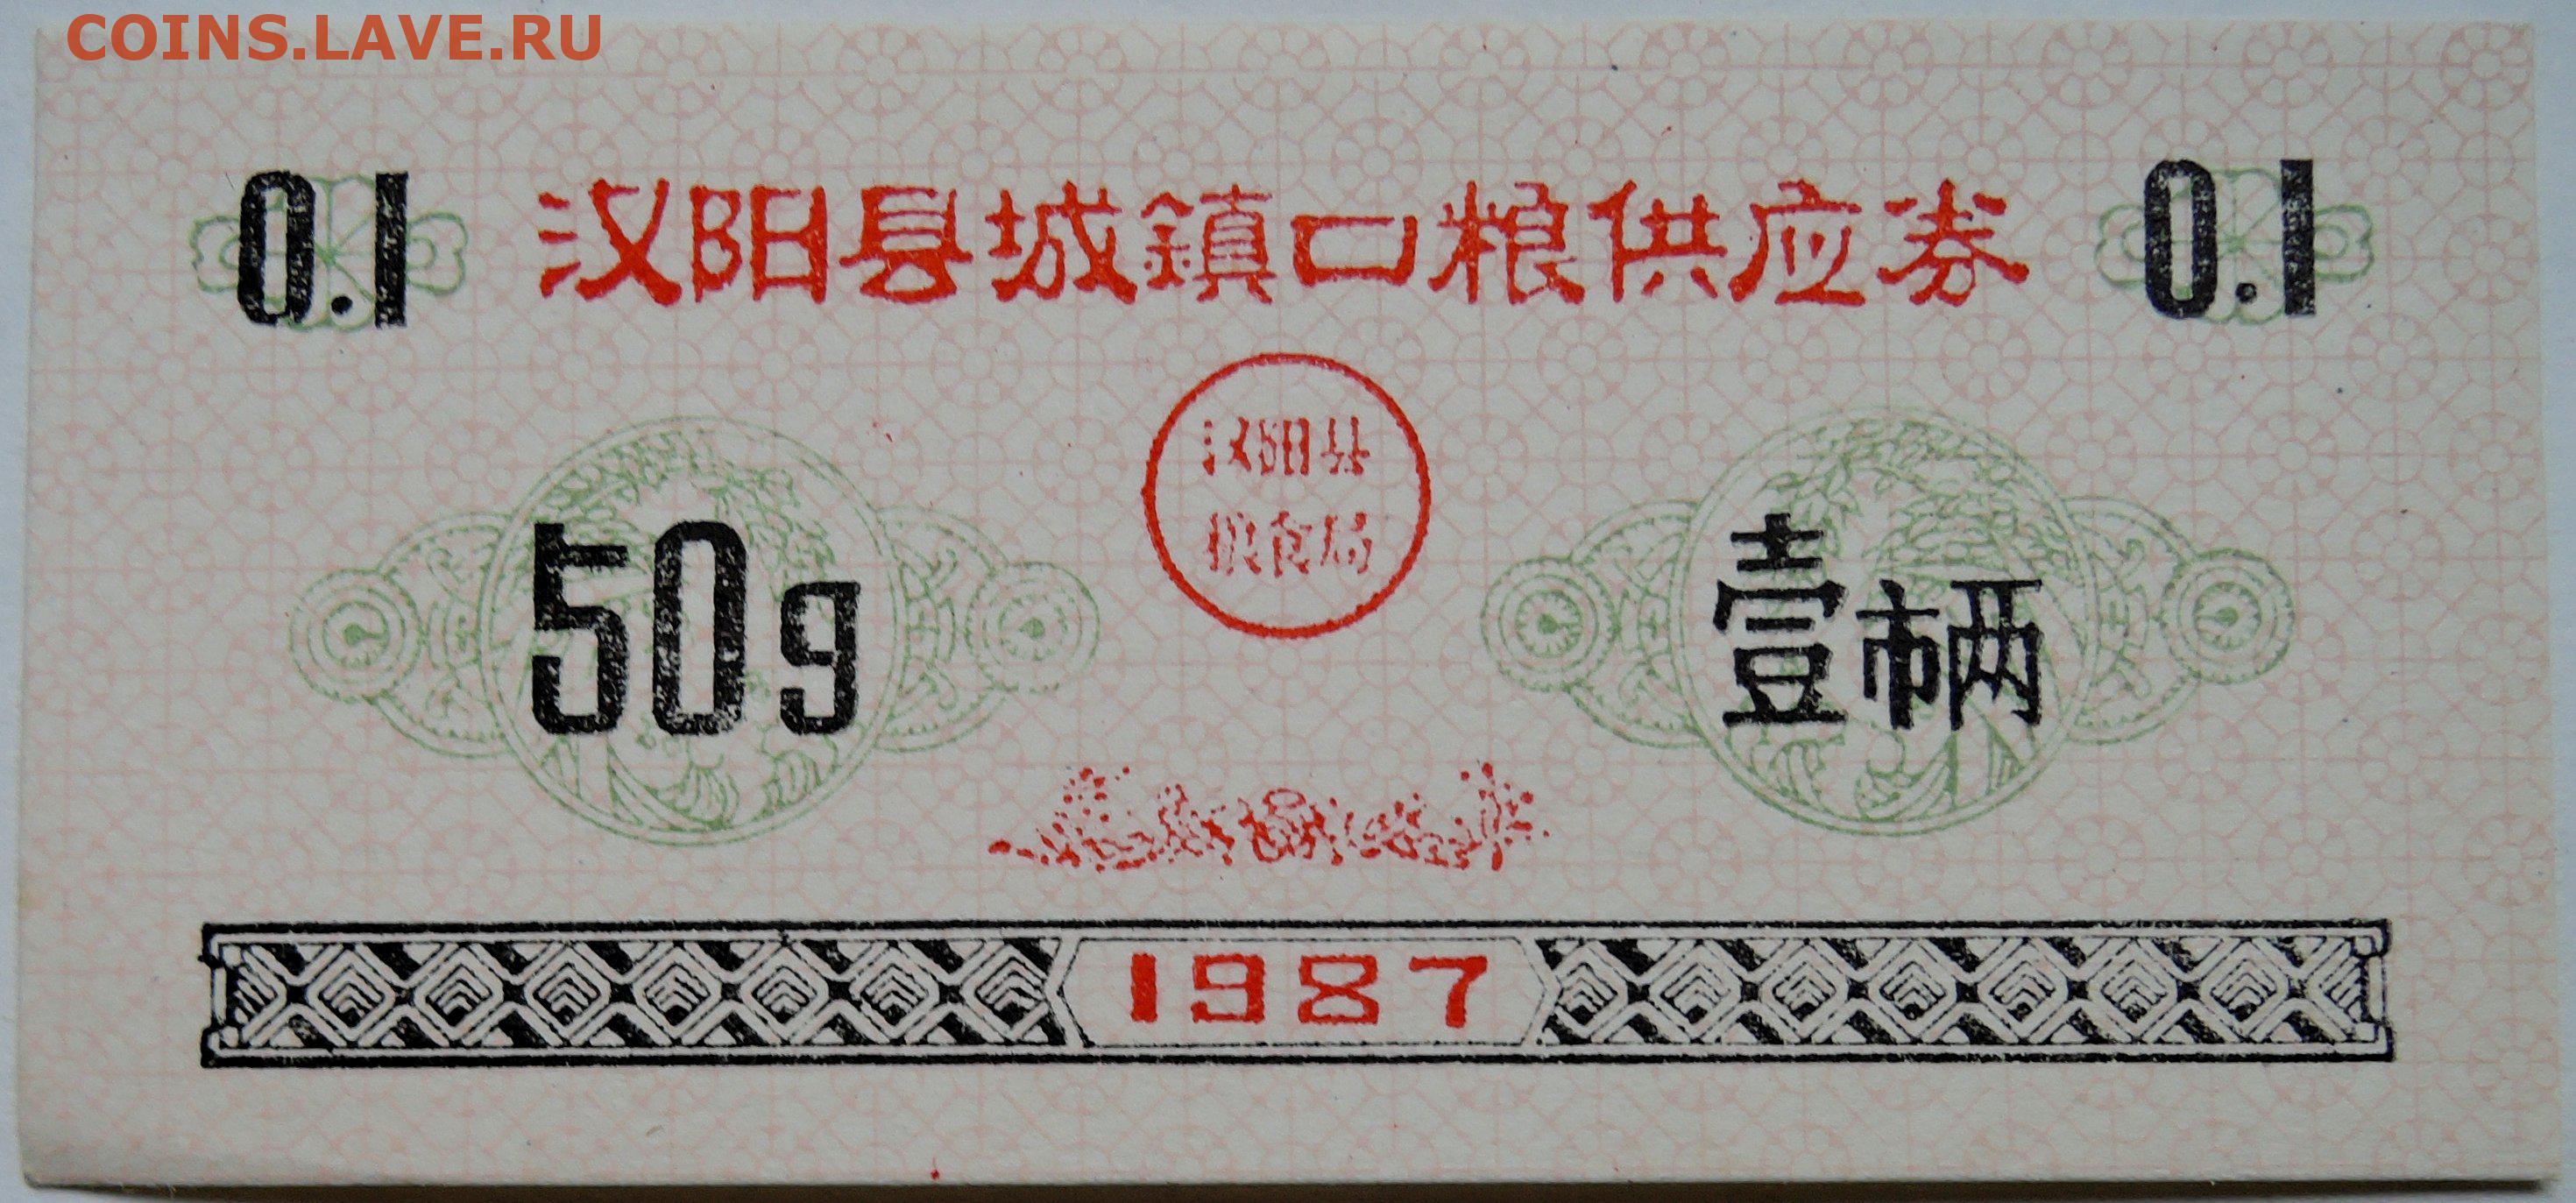 COINS.LAVE.RU
0.1 汉阳县城鎮口粮供应券 0.1
汉阳县
粮食局
50g 壹市两
1987